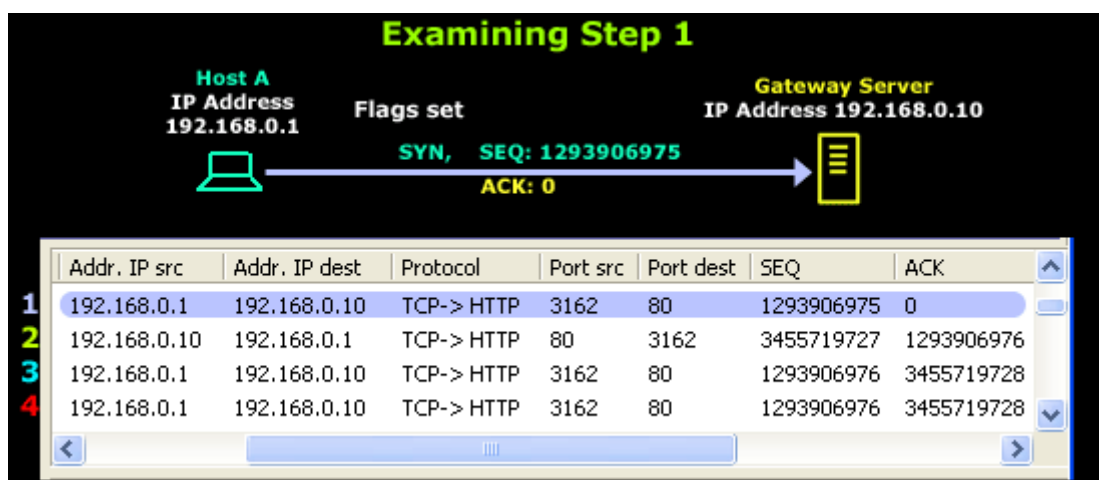 Examining Step 1
Host A
IP Address
192.168.0.1
Flags set
Gateway Server
IP Address 192.168.0.10
SYN, SEQ: 1293906975
ACK: 0
Addr. IP src Addr. IP dest Protocol Port src Port dest SEQ ACK
1 192.168.0.1 192.168.0.10 TCP-> HTTP 3162 80 1293906975 0
2 192.168.0.10 192.168.0.1 TCP-> HTTP 80 3162 3455719727 1293906976
3 192.168.0.1 192.168.0.10 TCP-> HTTP 3162 80 1293906976 3455719728
4 192.168.0.1 192.168.0.10 TCP-> HTTP 3162 80 1293906976 3455719728